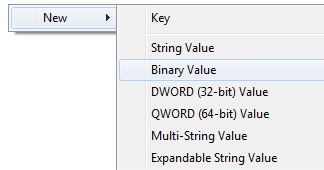 New
Key
String Value
Binary Value
DWORD (32-bit) Value
QWORD (64-bit) Value
Multi-String Value
Expandable String Value